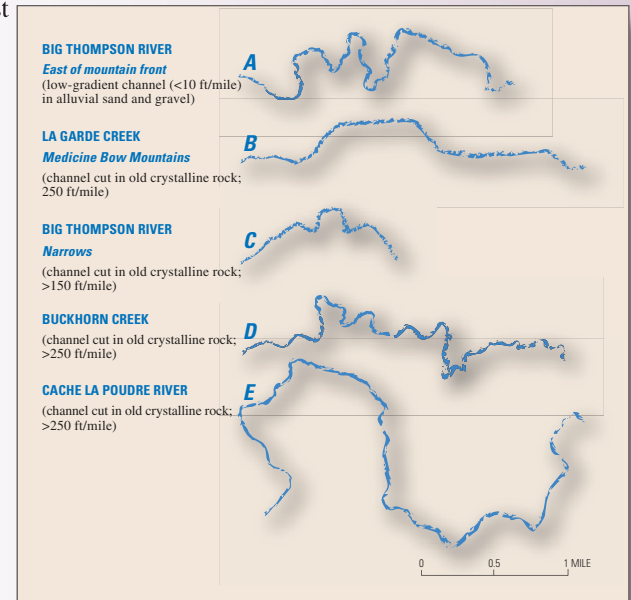 st
BIG THOMPSON RIVER
East of mountain front
(low-gradient channel (<10 ft/mile)
in alluvial sand and gravel)
A
LA GARDE CREEK
Medicine Bow Mountains
(channel cut in old crystalline rock;
250 ft/mile)
B
BIG THOMPSON RIVER
Narrows
(channel cut in old crystalline rock;
>150 ft/mile)
C
BUCKHORN CREEK
(channel cut in old crystalline rock;
>250 ft/mile)
D
CACHE LA POUDRE RIVER
(channel cut in old crystalline rock;
>250 ft/mile)
E
0 0.5 1 MILE